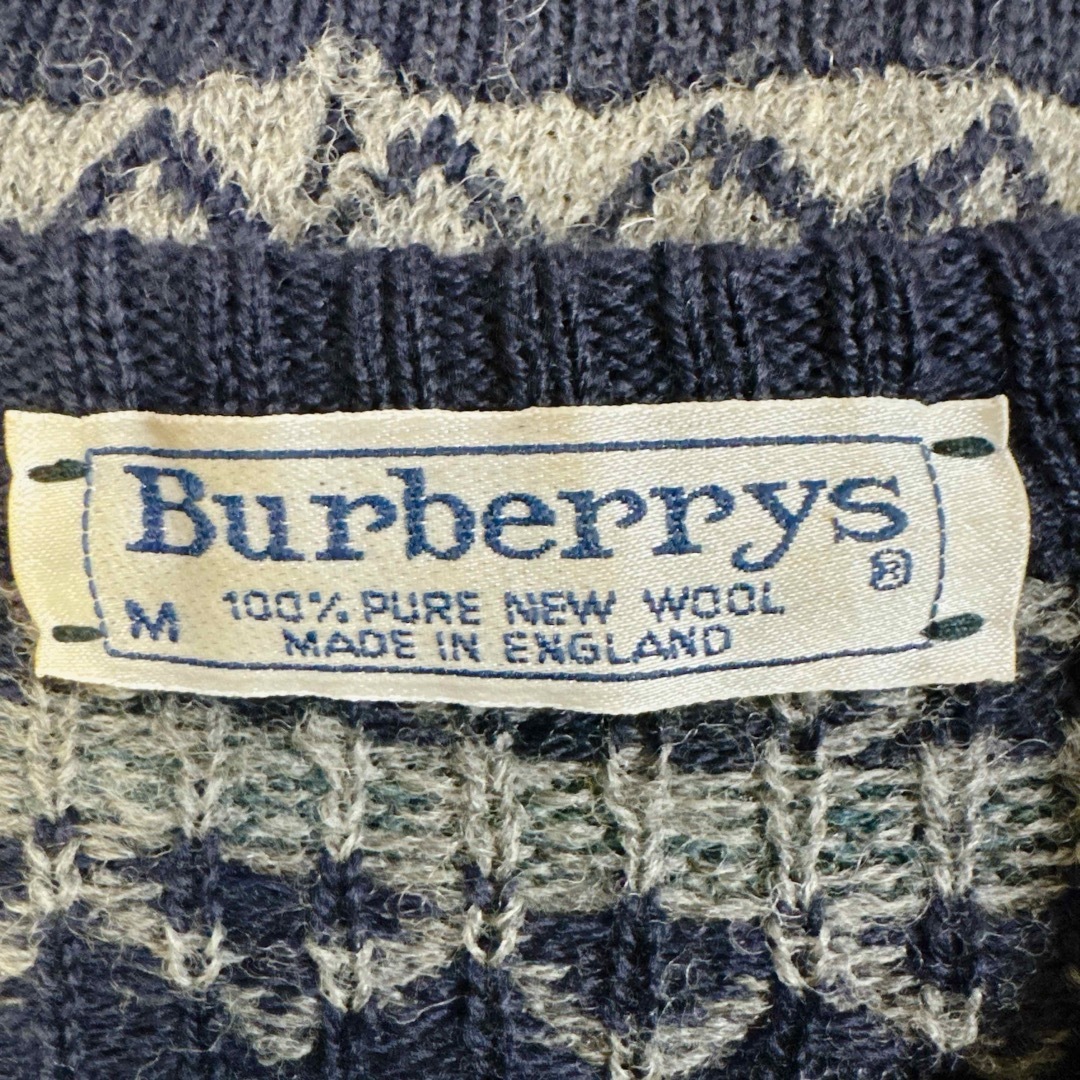 Burberrys®
M 100% PURE NEW WOOL
MADE IN ENGLAND